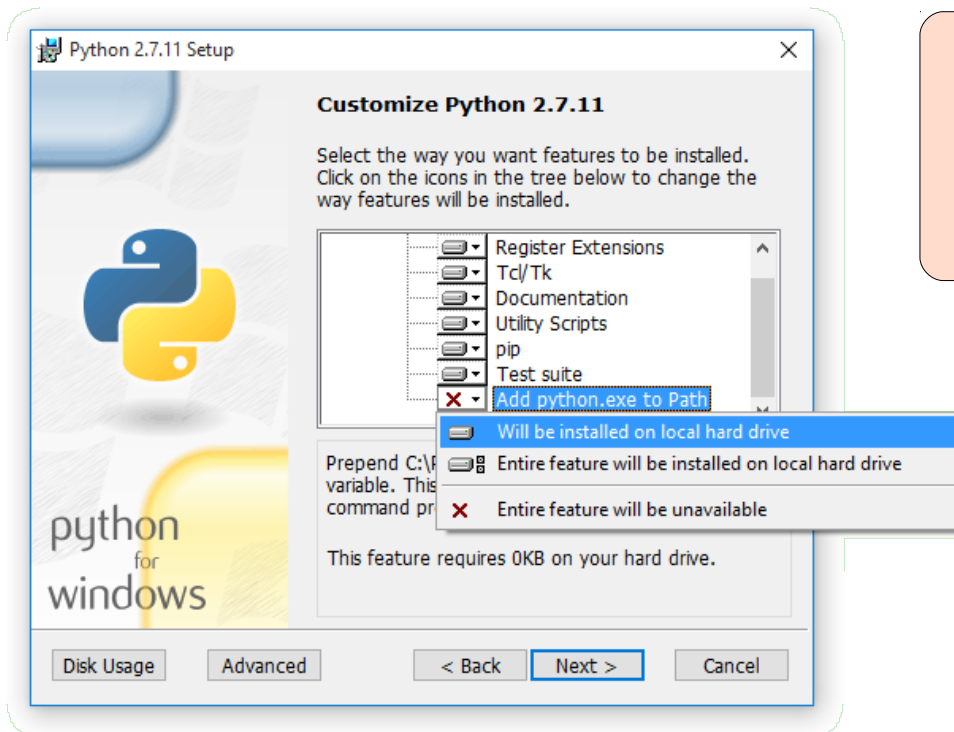 Python 2.7.11 Setup
Customize Python 2.7.11
Select the way you want features to be installed.
Click on the icons in the tree below to change the
way features will be installed.
Register Extensions
Tcl/Tk
Documentation
Utility Scripts
pip
Test suite
Add python.exe to Path
Will be installed on local hard drive
Entire feature will be installed on local hard drive
Entire feature will be unavailable
Prepend C:\
variable. This
command
This feature requires 0KB on your hard drive.
python
for
windows
Disk Usage
Advanced
< Back
Next >
Cancel